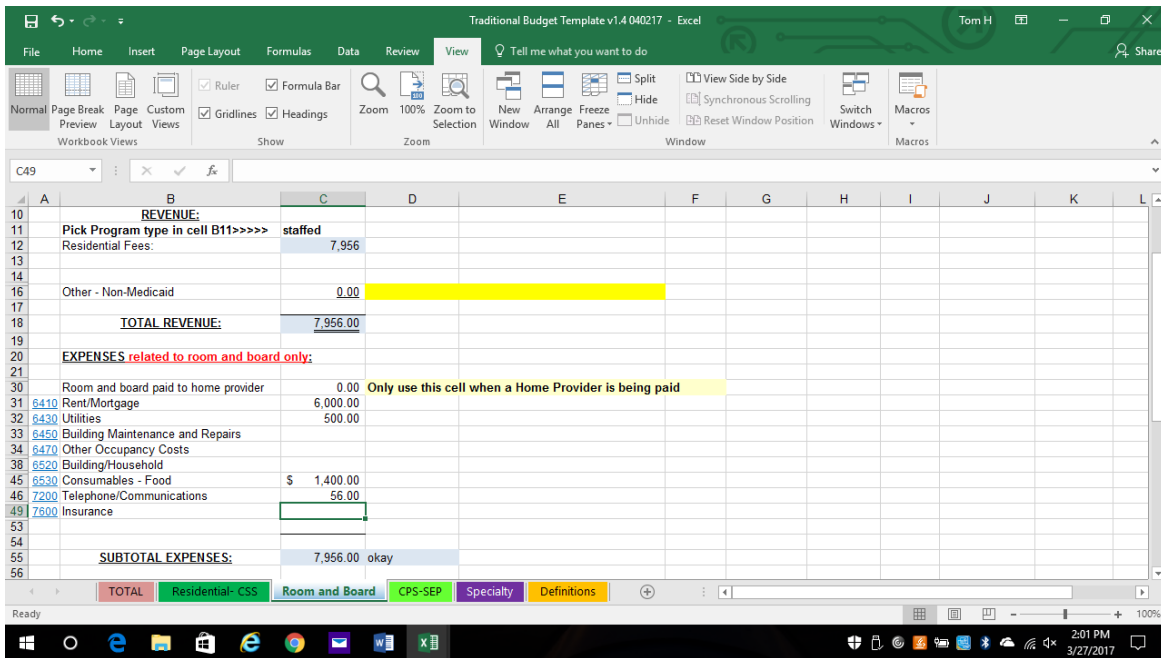 Traditional Budget Template v1.4 040217 - Excel Tom H
File Home Insert Page Layout Formulas Data Review View Tell me what you want to do Share
Normal Page Break Preview Page Layout Custom Views
Workbook Views
Ruler Formula Bar
Gridlines Headings
Show
Zoom 100% Zoom to Selection
Zoom
New Window Arrange All Freeze Panes
Split
Hide
Unhide
View Side by Side
Synchronous Scrolling
Reset Window Position
Window
Switch Windows
Macros
Macros
C49 fx
A B C D E F G H I J K L
10 REVENUE:
11 Pick Program type in cell B11>>>>> staffed
12 Residential Fees: 7,956
13
14
16 Other - Non-Medicaid 0.00
17
18 TOTAL REVENUE: 7,956.00
19
20 EXPENSES related to room and board only:
21
30 Room and board paid to home provider 0.00 Only use this cell when a Home Provider is being paid
31 6410 Rent/Mortgage 6,000.00
32 6430 Utilities 500.00
33 6450 Building Maintenance and Repairs
34 6470 Other Occupancy Costs
38 6520 Building/Household
45 6530 Consumables - Food $ 1,400.00
46 7200 Telephone/Communications 56.00
49 7600 Insurance
53
54
55 SUBTOTAL EXPENSES: 7,956.00 okay
56
TOTAL Residential- CSS Room and Board CPS-SEP Specialty Definitions
Ready 100%
2:01 PM
3/27/2017